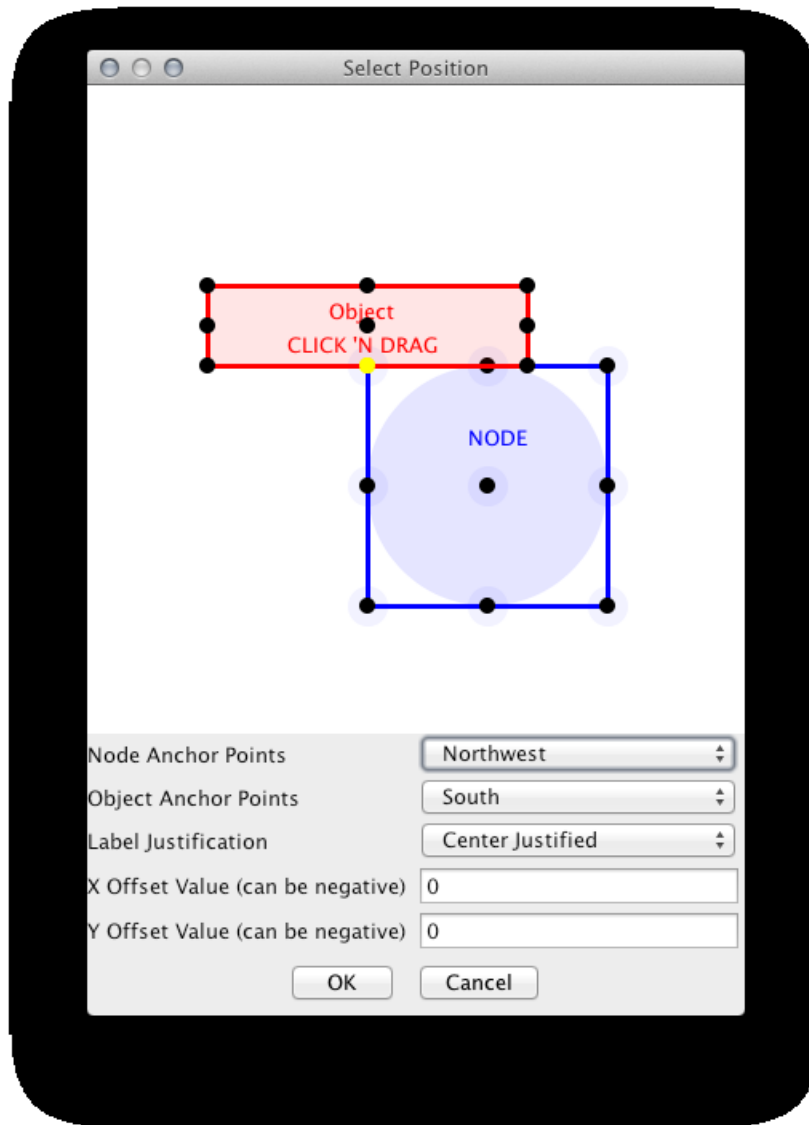 Select Position
Object
CLICK 'N DRAG
NODE
Node Anchor Points Northwest
Object Anchor Points South
Label Justification Center Justified
X Offset Value (can be negative) 0
Y Offset Value (can be negative) 0
OK Cancel